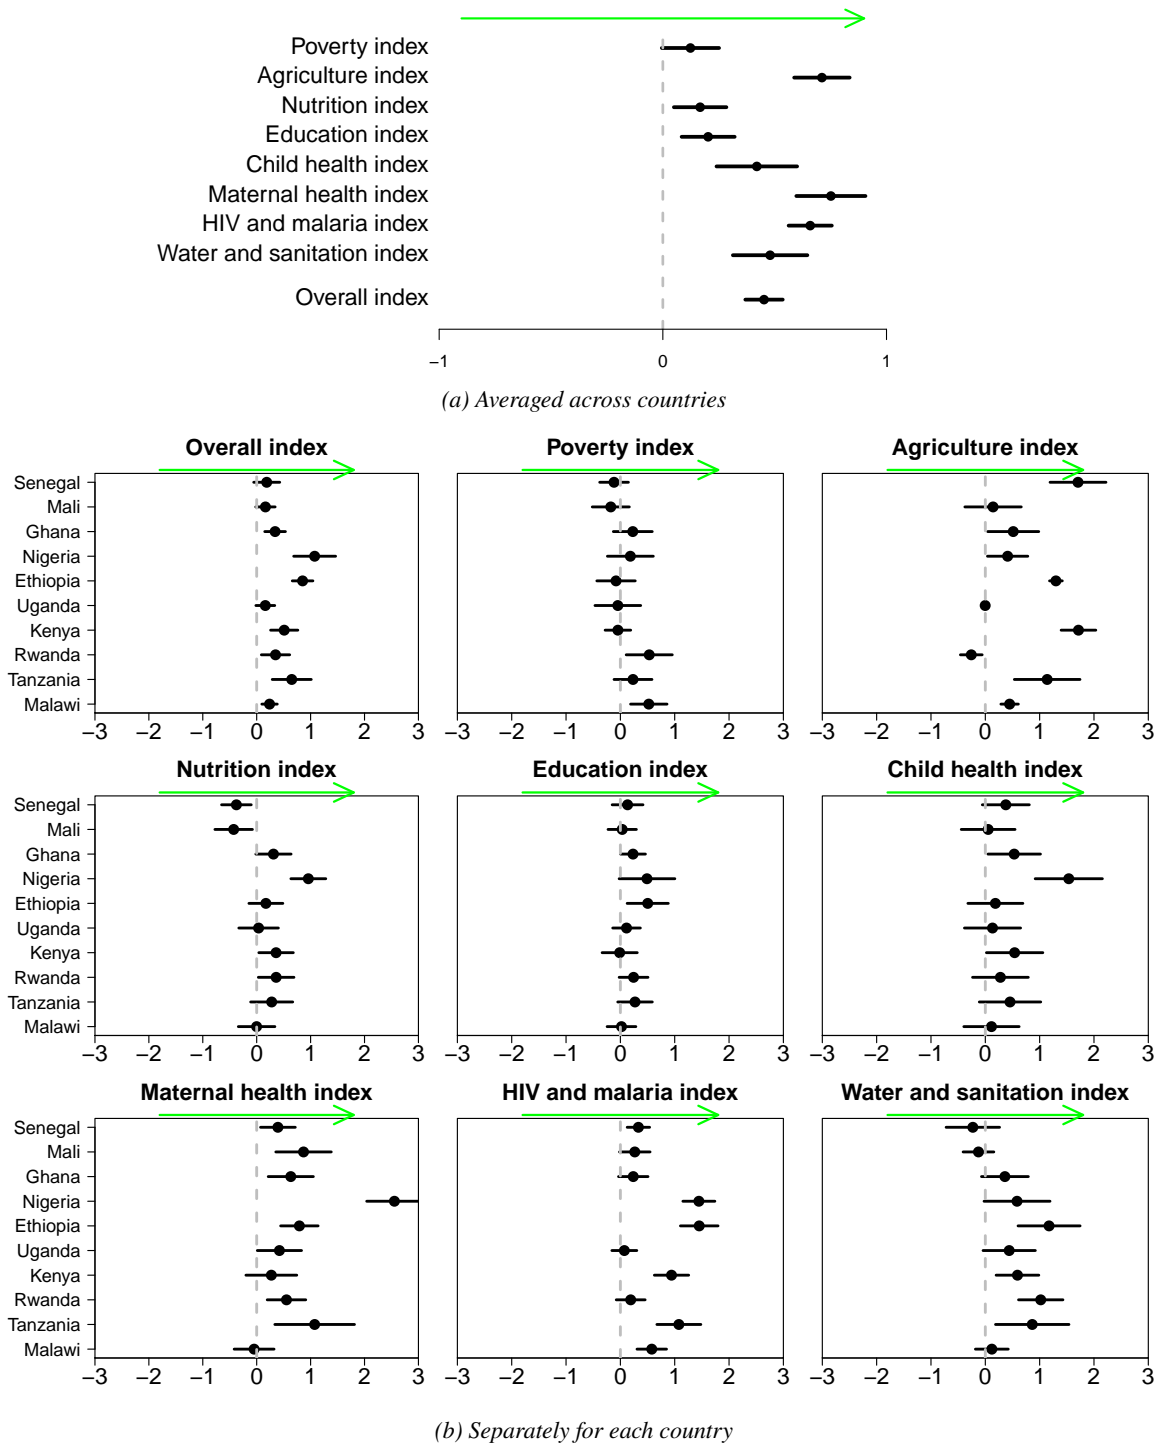 Poverty index
Agriculture index
Nutrition index
Education index
Child health index
Maternal health index
HIV and malaria index
Water and sanitation index
Overall index
−1 0 1
(a) Averaged across countries
Overall index Poverty index Agriculture index
Senegal
Mali
Ghana
Nigeria
Ethiopia
Uganda
Kenya
Rwanda
Tanzania
Malawi
−3 −2 −1 0 1 2 3 −3 −2 −1 0 1 2 3 −3 −2 −1 0 1 2 3
Nutrition index Education index Child health index
Senegal
Mali
Ghana
Nigeria
Ethiopia
Uganda
Kenya
Rwanda
Tanzania
Malawi
−3 −2 −1 0 1 2 3 −3 −2 −1 0 1 2 3 −3 −2 −1 0 1 2 3
Maternal health index HIV and malaria index Water and sanitation index
Senegal
Mali
Ghana
Nigeria
Ethiopia
Uganda
Kenya
Rwanda
Tanzania
Malawi
−3 −2 −1 0 1 2 3 −3 −2 −1 0 1 2 3 −3 −2 −1 0 1 2 3
(b) Separately for each country